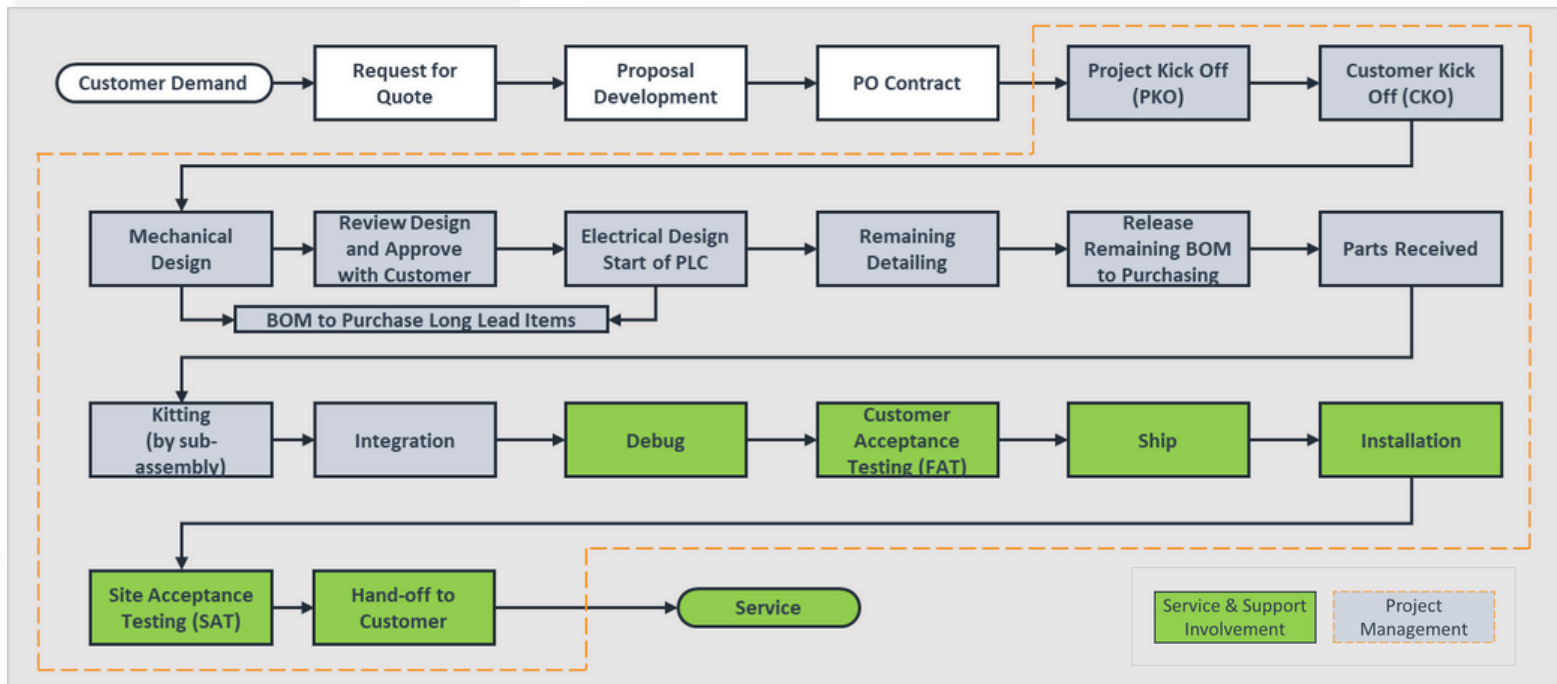 Customer Demand
Request for
Quote
Proposal
Development
PO Contract
Project Kick Off
(PKO)
Customer Kick
Off (CKO)
Mechanical
Design
Review Design
and Approve
with Customer
Electrical Design
Start of PLC
Remaining
Detailing
Release
Remaining BOM
to Purchasing
Parts Received
BOM to Purchase Long Lead Items
Kitting
(by sub-
assembly)
Integration
Debug
Customer
Acceptance
Testing (FAT)
Ship
Installation
Site Acceptance
Testing (SAT)
Hand-off to
Customer
Service
Service & Support
Involvement
Project
Management